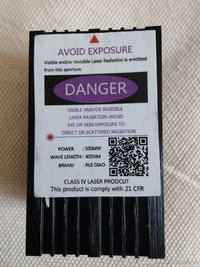 AVOID EXPOSURE
Visible and/or invisible Laser Radiation is emtitted
from this aperture
DANGER
VISIBLE AND/OR INVISIBLE
LASER RADIATION-AVOID
EYE OR SKIN EXPOSURE TO
DIRECT OR SCATTERED RADIATION
POWER : 500MW
WAVE LENGTH : 405NM
BRAND : RUI DIAO
CLASS IV LASER PRODCUT
This product is comply with 21 CFR